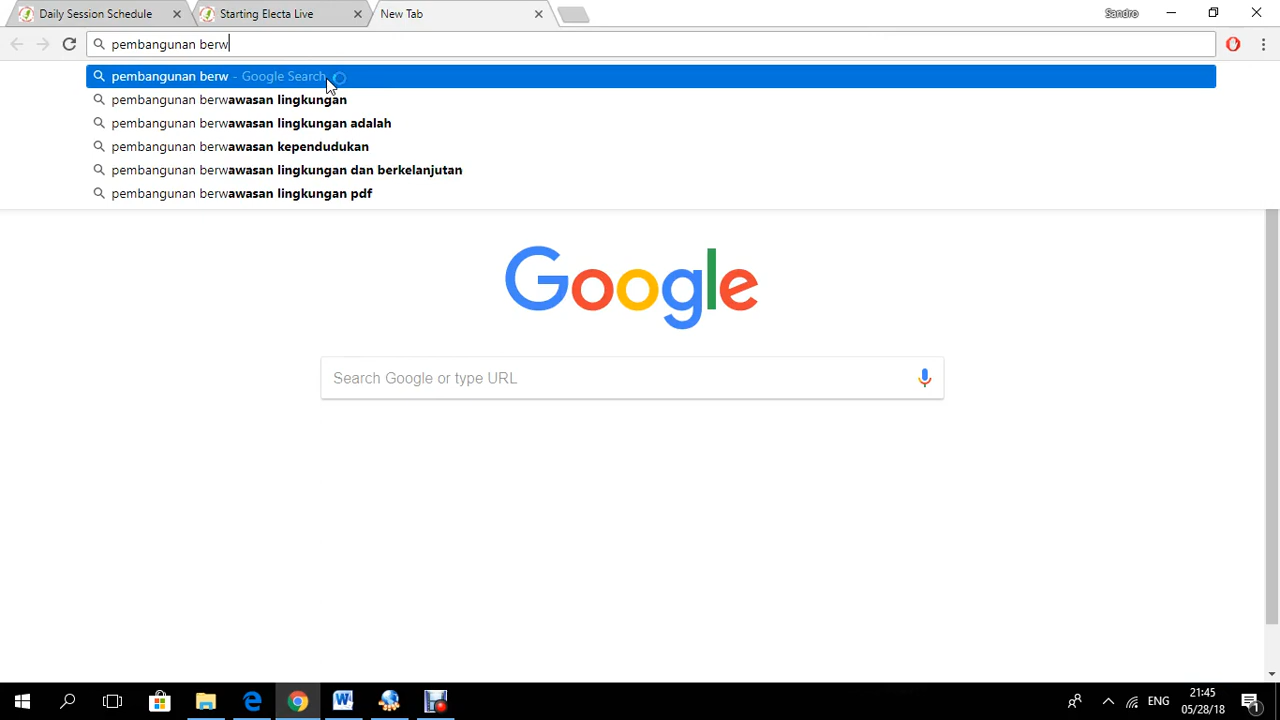 Daily Session Schedule
Starting Electa Live
New Tab
Sandro
pembangunan berw
pembangunan berw - Google Search
pembangunan berwawasan lingkungan
pembangunan berwawasan lingkungan adalah
pembangunan berwawasan kependudukan
pembangunan berwawasan lingkungan dan berkelanjutan
pembangunan berwawasan lingkungan pdf
Google
Search Google or type URL
ENG
21:45
05/28/18
1